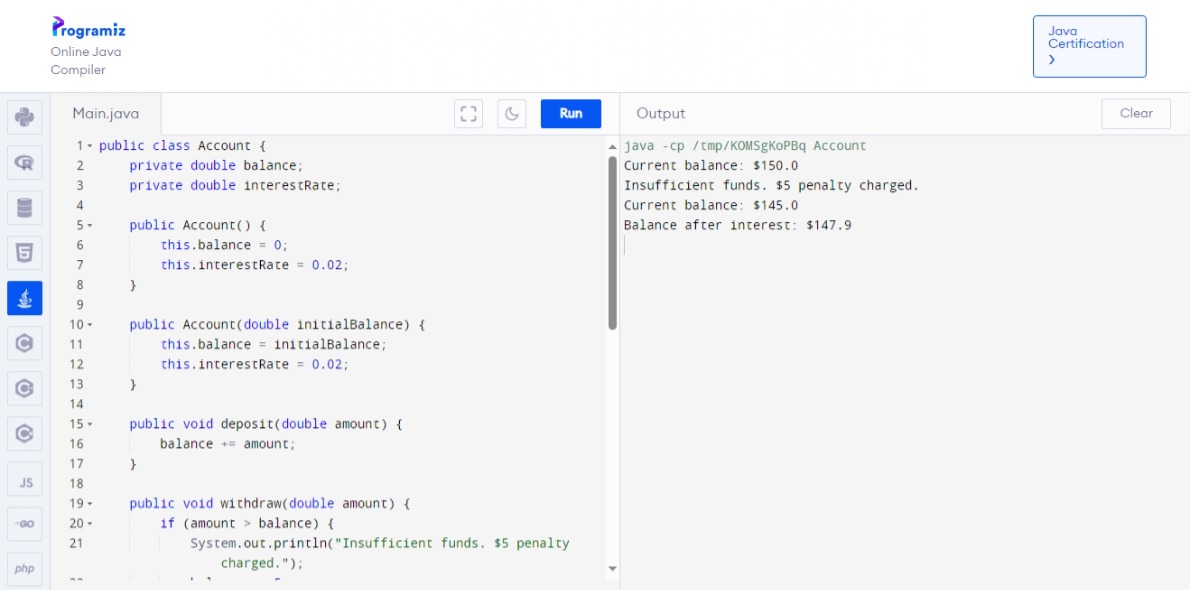 Programiz
Online Java
Compiler
Java
Certification
Main.java
Run
Output
Clear
1 public class Account {
2 private double balance;
3 private double interestRate;
4
5 public Account() {
6 this.balance = 0;
7 this.interestRate = 0.02;
8 }
9
10 public Account(double initialBalance) {
11 this.balance = initialBalance;
12 this.interestRate = 0.02;
13 }
14
15 public void deposit(double amount) {
16 balance += amount;
17 }
18
19 public void withdraw(double amount) {
20 if (amount > balance) {
21 System.out.println("Insufficient funds. $5 penalty
charged.");
java -cp /tmp/KOMSgKoPBq Account
Current balance: $150.0
Insufficient funds. $5 penalty charged.
Current balance: $145.0
Balance after interest: $147.9
JS
GO
php